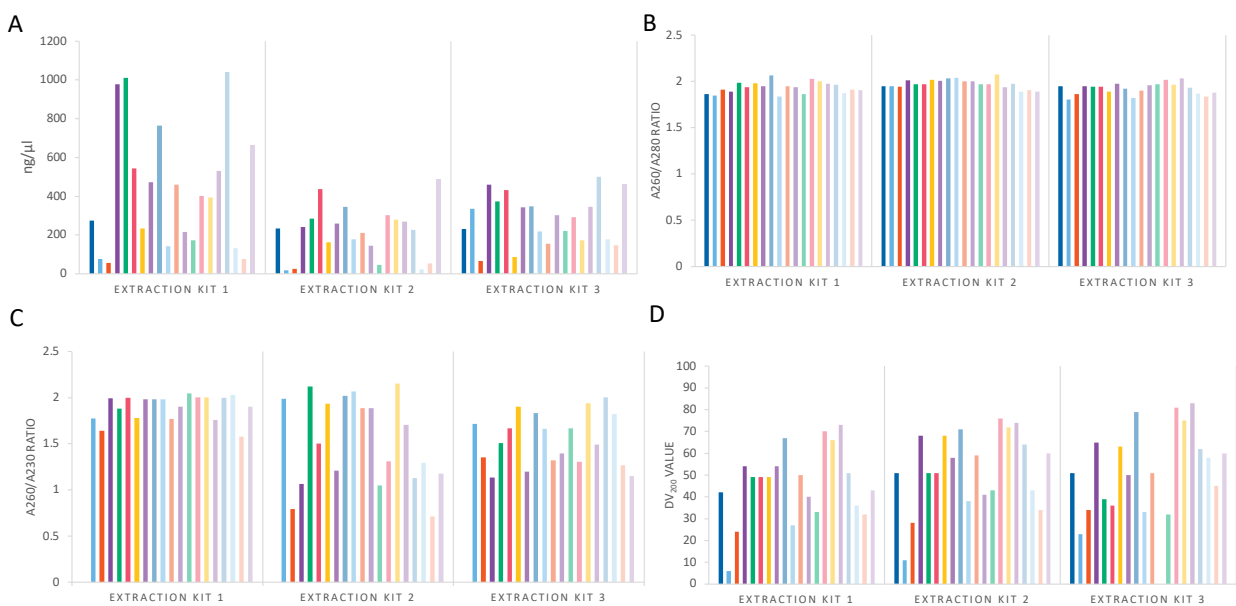 A
1200
1000
800
600
400
200
0
ng/µl
EXTRACTION KIT 1 EXTRACTION KIT 2 EXTRACTION KIT 3
B
2.5
2
1.5
1
0.5
0
A260/A280 RATIO
EXTRACTION KIT 1 EXTRACTION KIT 2 EXTRACTION KIT 3
C
2.5
2
1.5
1
0.5
0
A260/A230 RATIO
EXTRACTION KIT 1 EXTRACTION KIT 2 EXTRACTION KIT 3
D
100
90
80
70
60
50
40
30
20
10
0
DV200 VALUE
EXTRACTION KIT 1 EXTRACTION KIT 2 EXTRACTION KIT 3